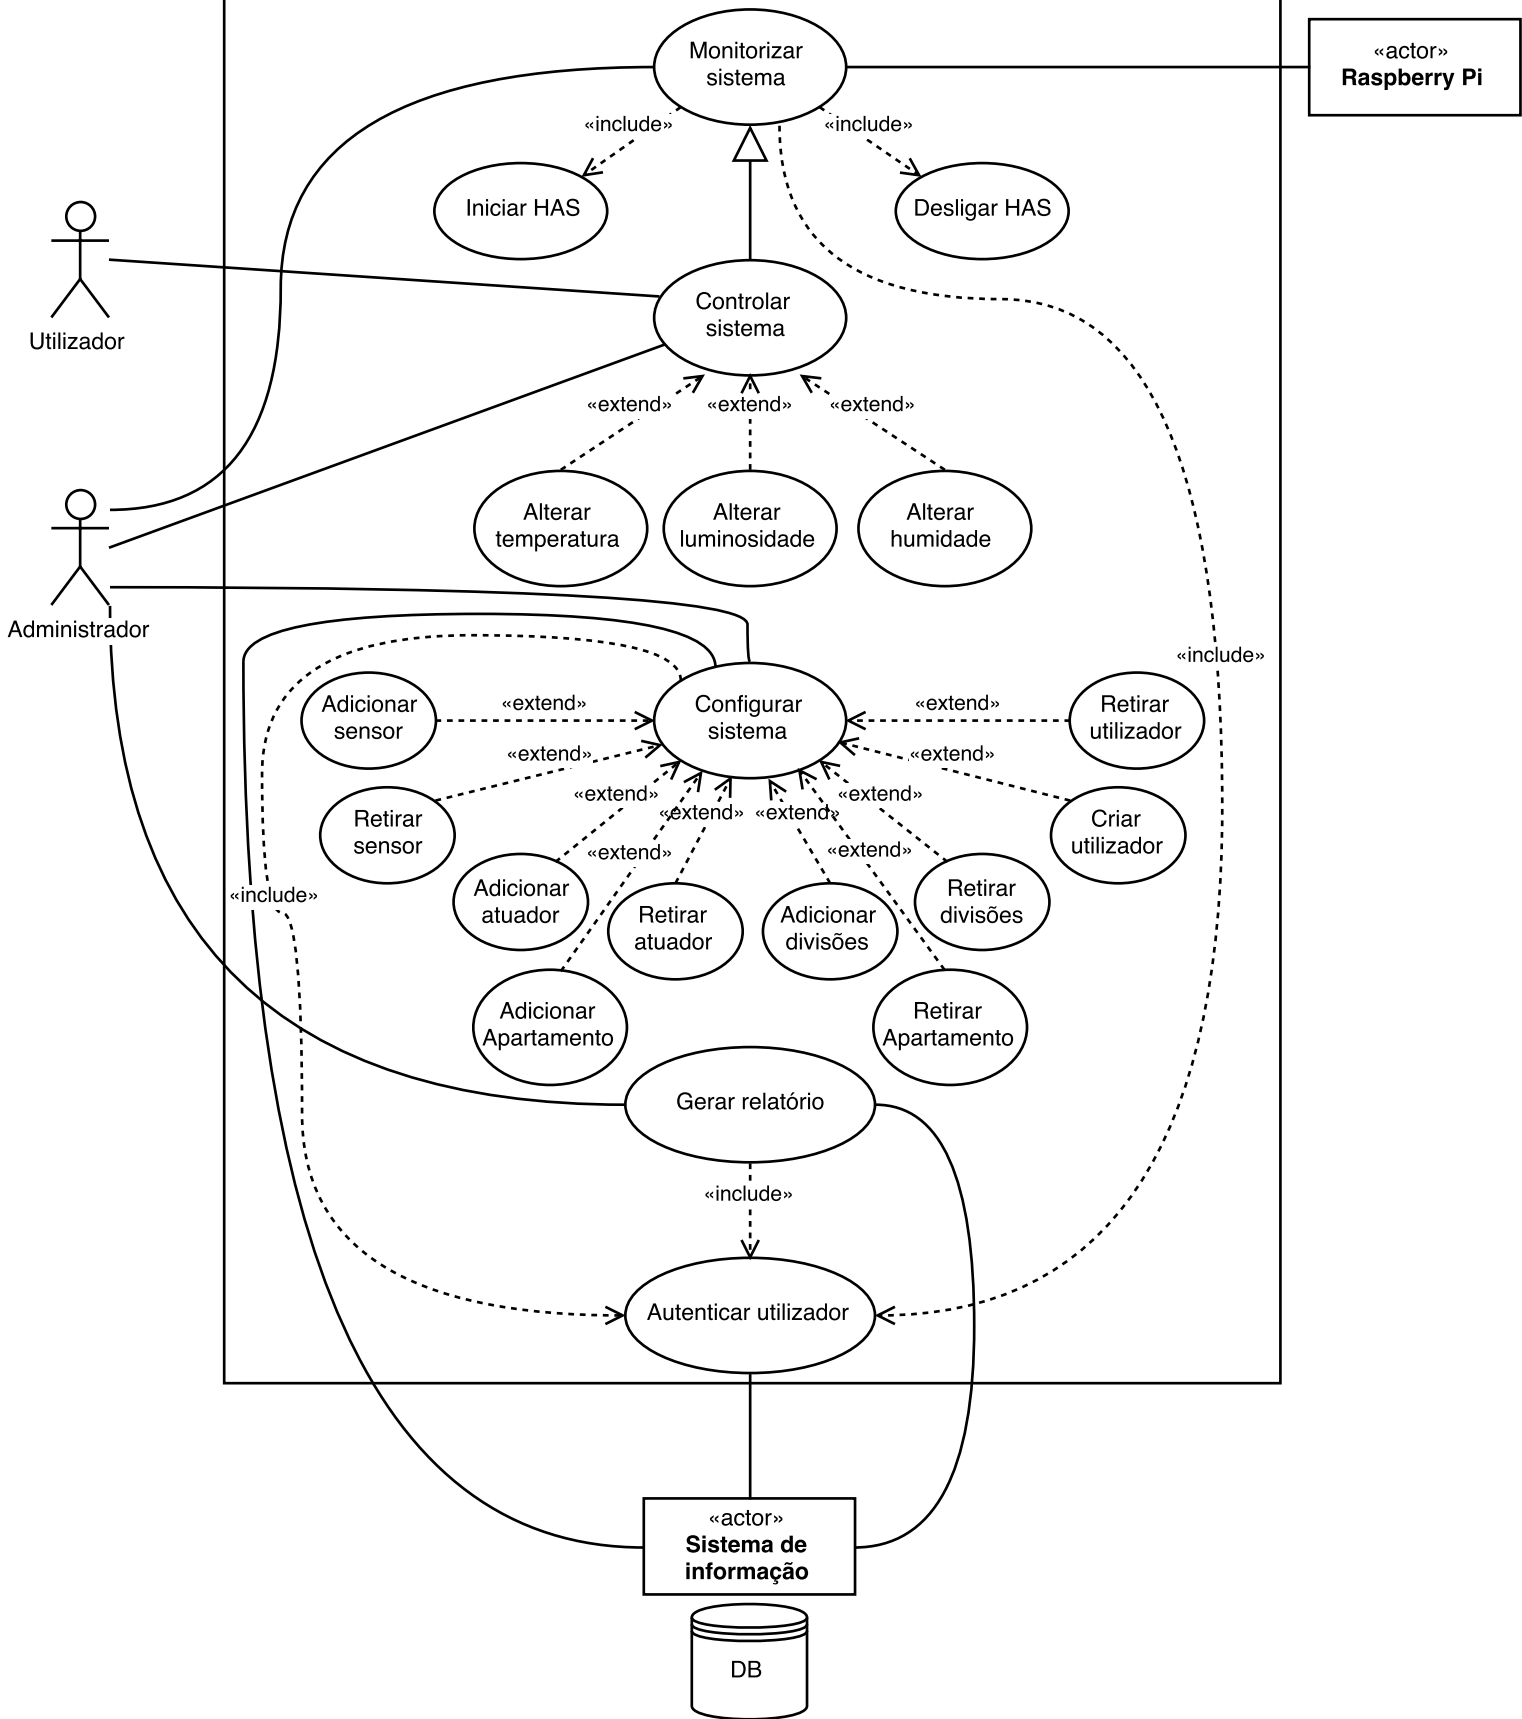 Monitorizar
sistema
«actor»
Raspberry Pi
«include»
«include»
Iniciar HAS
Desligar HAS
Utilizador
Controlar
sistema
«extend»
«extend»
«extend»
Alterar
temperatura
Alterar
luminosidade
Alterar
humidade
Administrador
«include»
Adicionar
sensor
«extend»
Configurar
sistema
«extend»
Retirar
utilizador
«extend»
«extend»
Retirar
sensor
«extend»
«extend»
«extend»
«extend»
Criar
utilizador
«extend»
«extend»
«include»
Adicionar
atuador
Retirar
atuador
Adicionar
divisões
Retirar
divisões
Adicionar
Apartamento
Retirar
Apartamento
Gerar relatório
«include»
Autenticar utilizador
«actor»
Sistema de
informação
DB